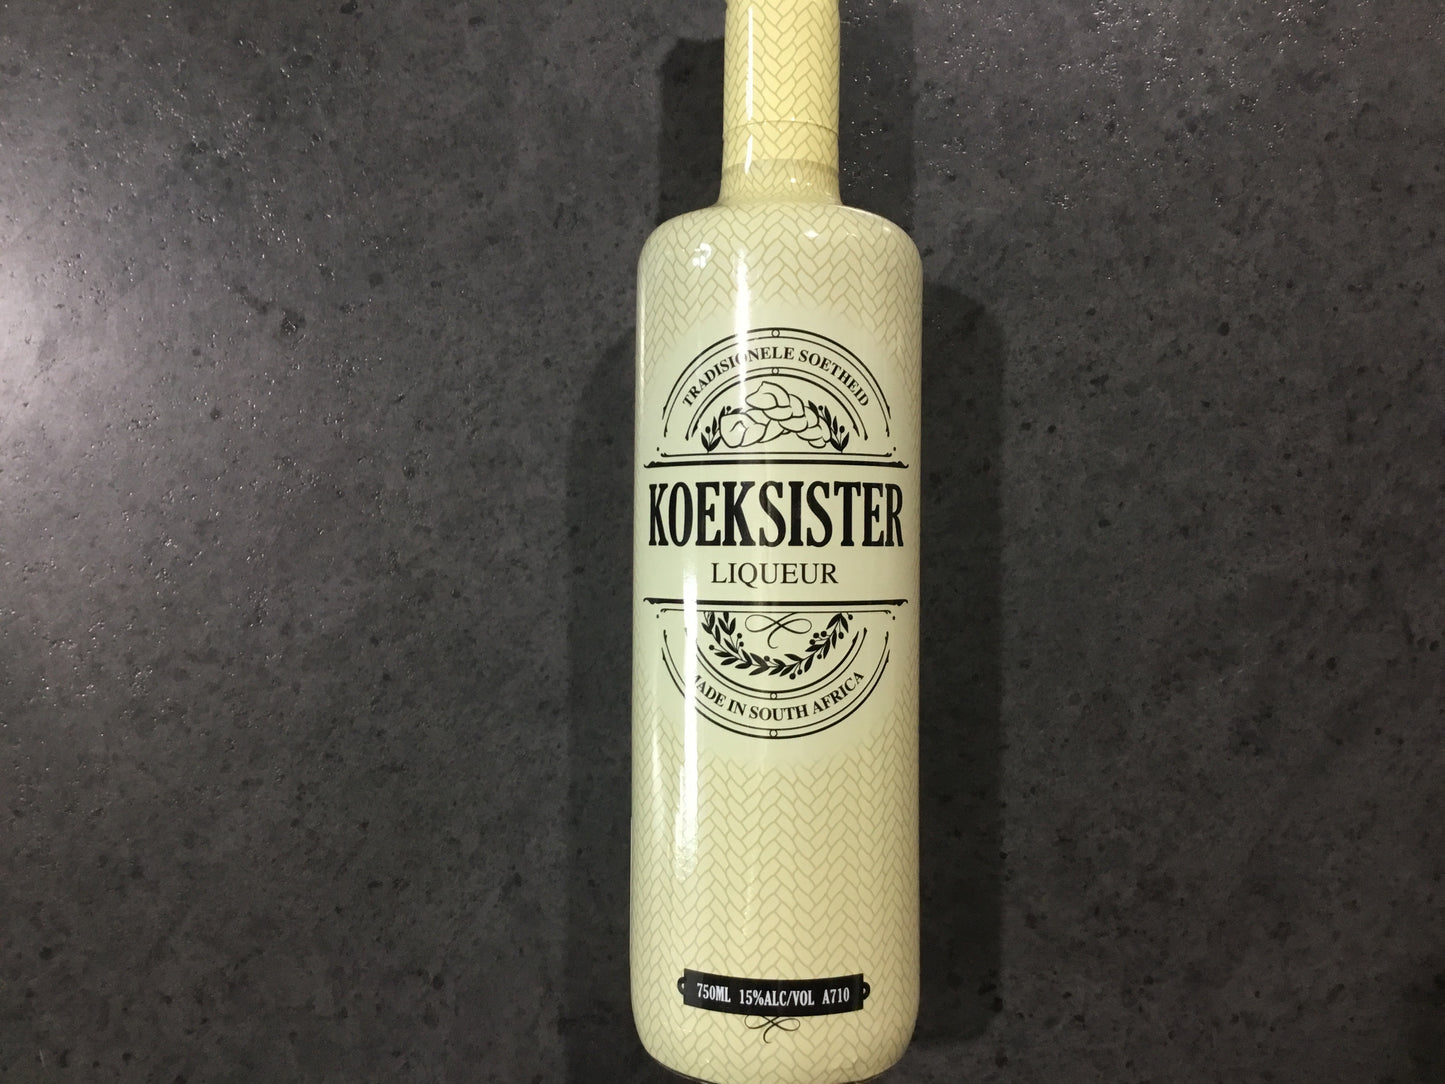 TRADISIONELE SOETHEID
KOEKSISTER
LIQUEUR
MADE IN SOUTH AFRICA
750ML 15%ALC/VOL A710